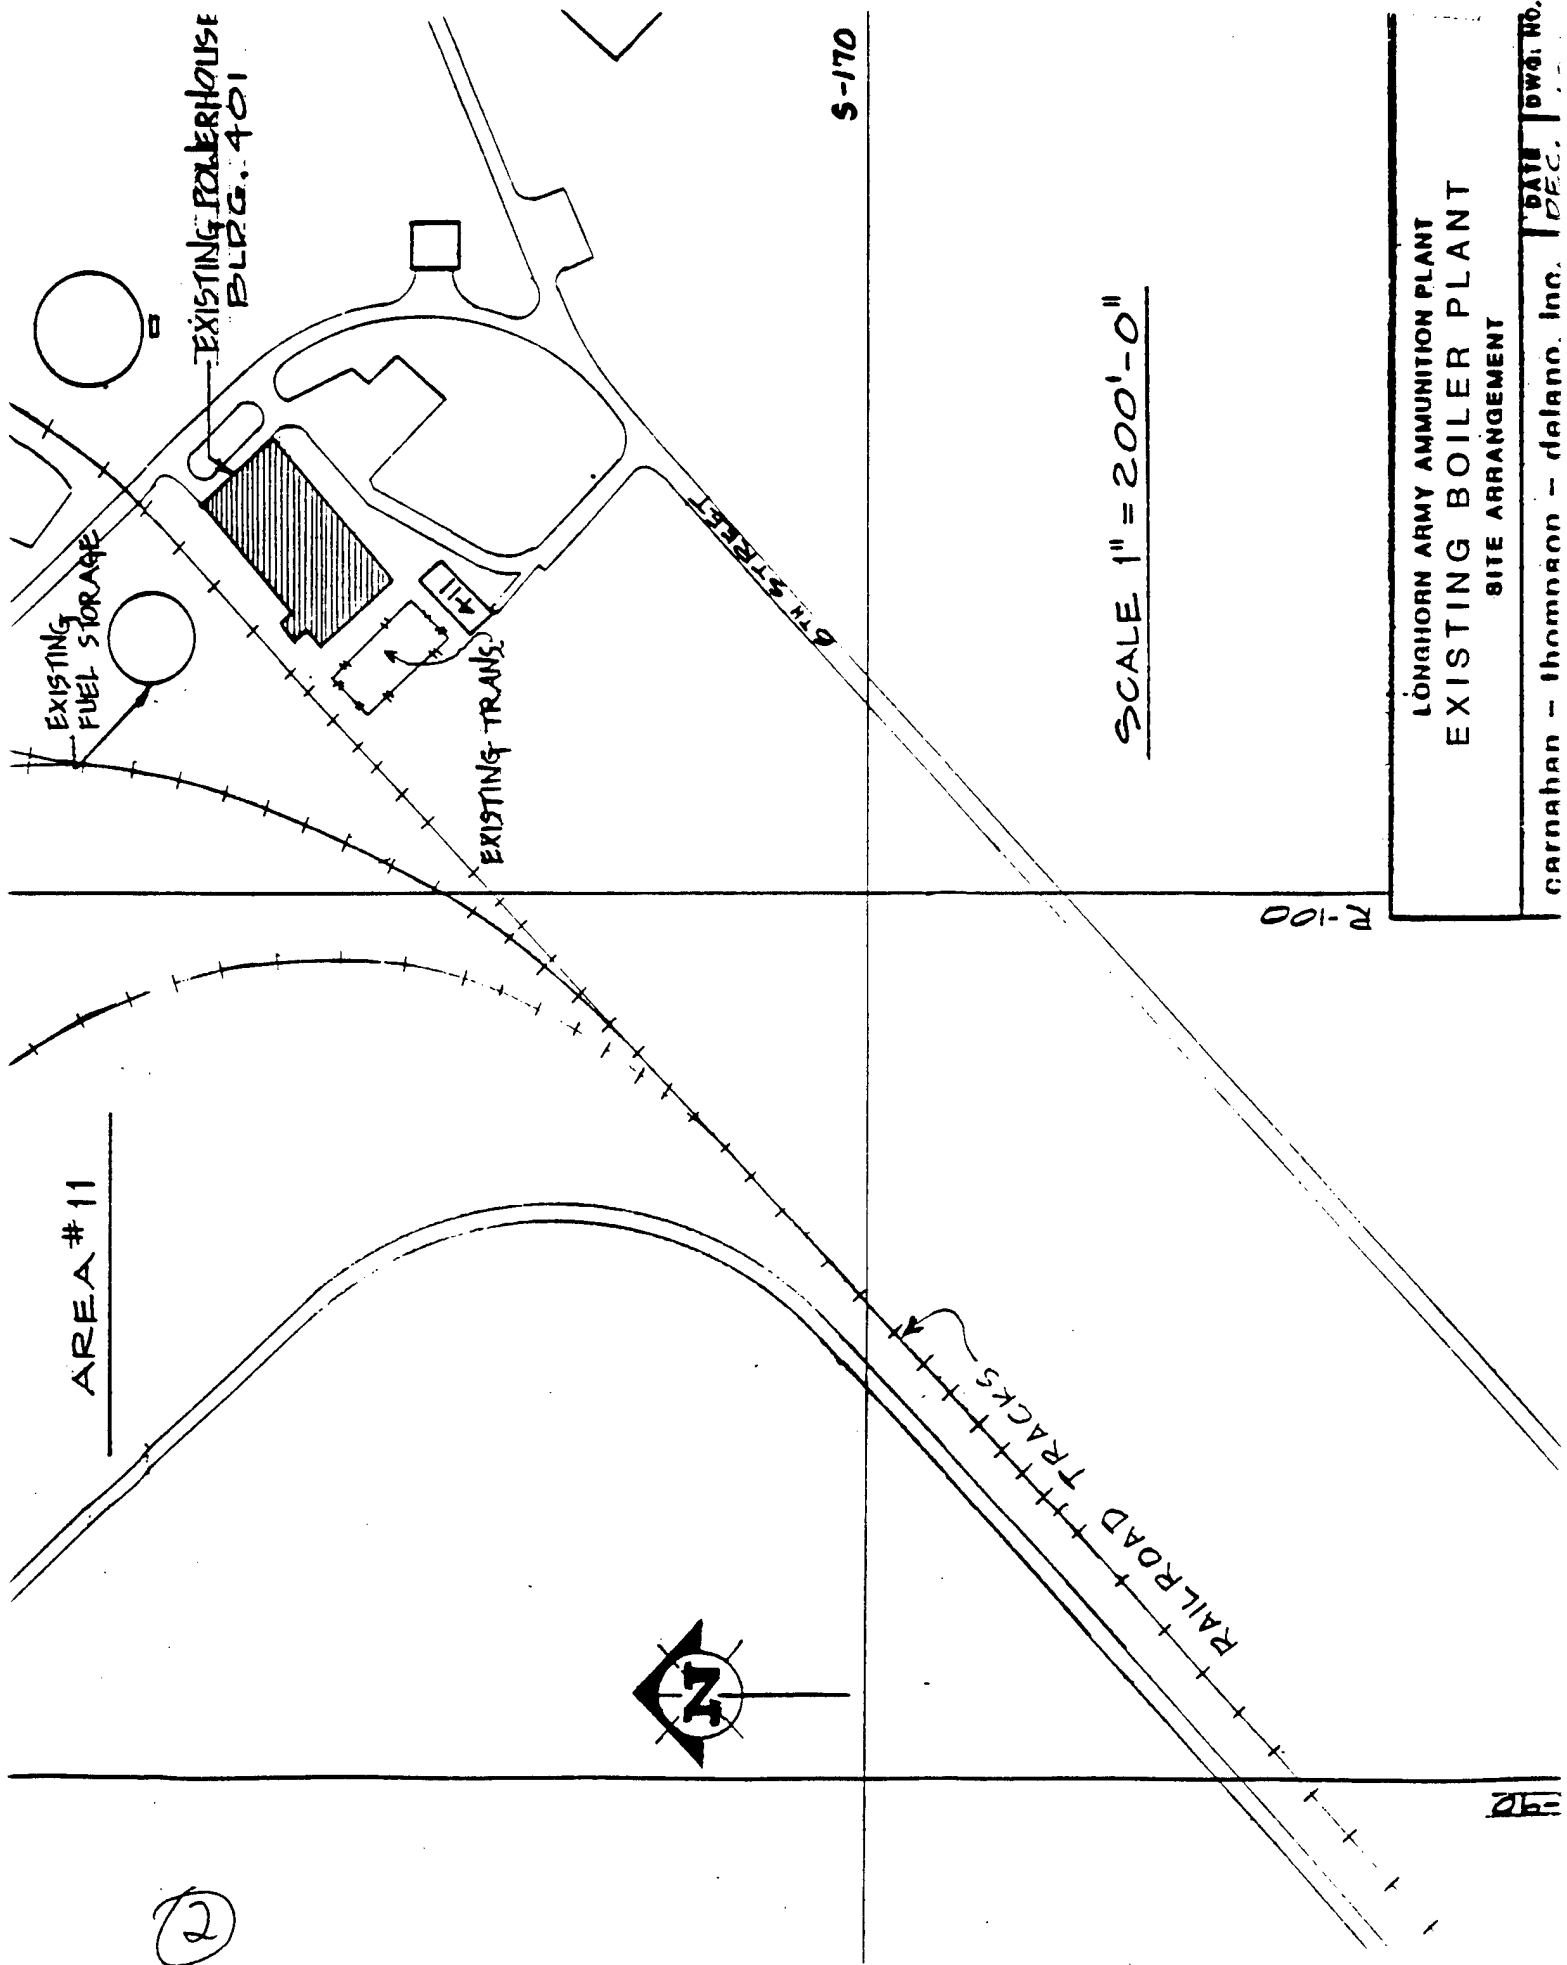 2
AREA #11
EXISTING
FUEL STORAGE
EXISTING POWERHOUSE
BLDG. 401
A-111
EXISTING TRANS.
N
6TH STREET
S-170
RAILROAD TRACKS
SCALE 1" = 200'-0"
R-100
LONGHORN ARMY AMMUNITION PLANT
EXISTING BOILER PLANT
SITE ARRANGEMENT
carnahan - thompson - delano, inc.
DATE
DEC.
DWG. NO.